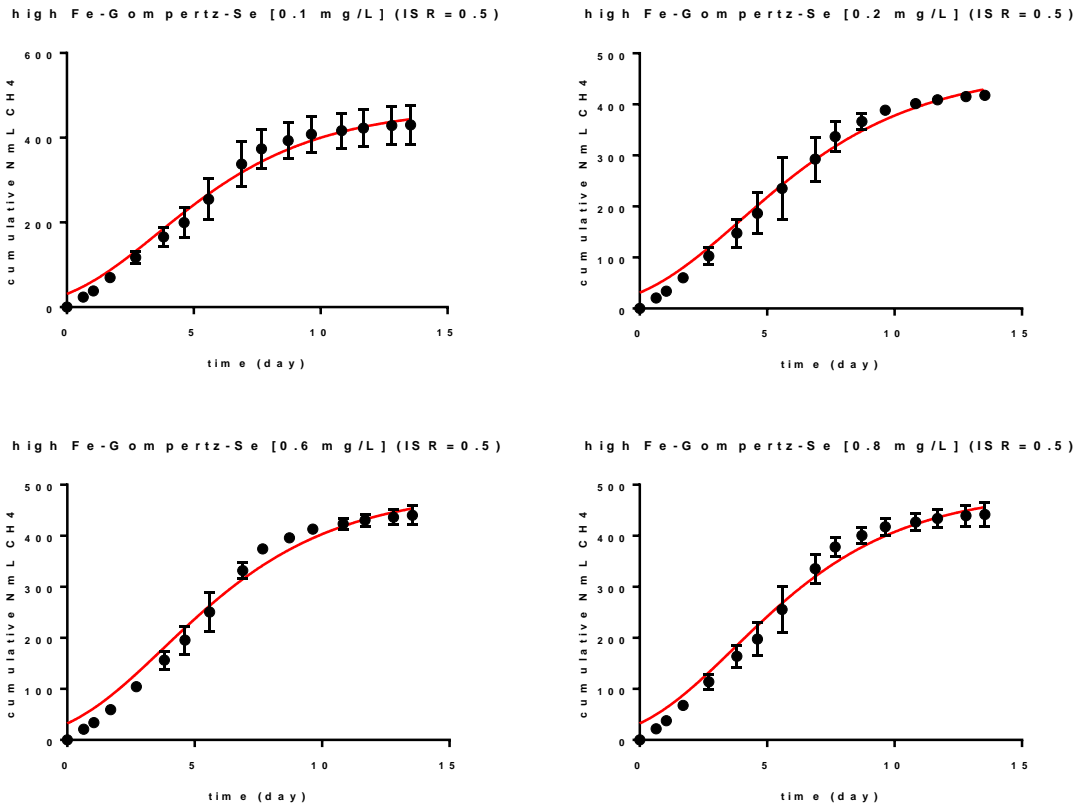 high Fe-Gompertz-Se [0.1 mg/L] (ISR=0.5)
600
400
200
0
cumulative NmL CH4
0 5 10 15
time (day)
high Fe-Gompertz-Se [0.2 mg/L] (ISR=0.5)
500
400
300
200
100
0
cumulative NmL CH4
0 5 10 15
time (day)
high Fe-Gompertz-Se [0.6 mg/L] (ISR=0.5)
500
400
300
200
100
0
cumulative NmL CH4
0 5 10 15
time (day)
high Fe-Gompertz-Se [0.8 mg/L] (ISR=0.5)
500
400
300
200
100
0
cumulative NmL CH4
0 5 10 15
time (day)